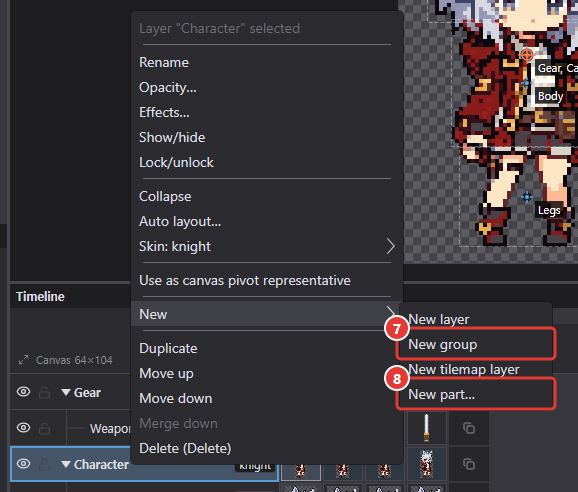 Layer "Character" selected
Rename
Opacity...
Effects...
Show/hide
Lock/unlock
Collapse
Auto layout...
Skin: knight
Use as canvas pivot representative
New
Duplicate
Move up
Move down
Merge down
Delete (Delete)
7
New layer
New group
8
New tilemap layer
New part...
Gear, Ca
Body
Legs
Timeline
Canvas 64×104
Gear
Weapo
Character
knight